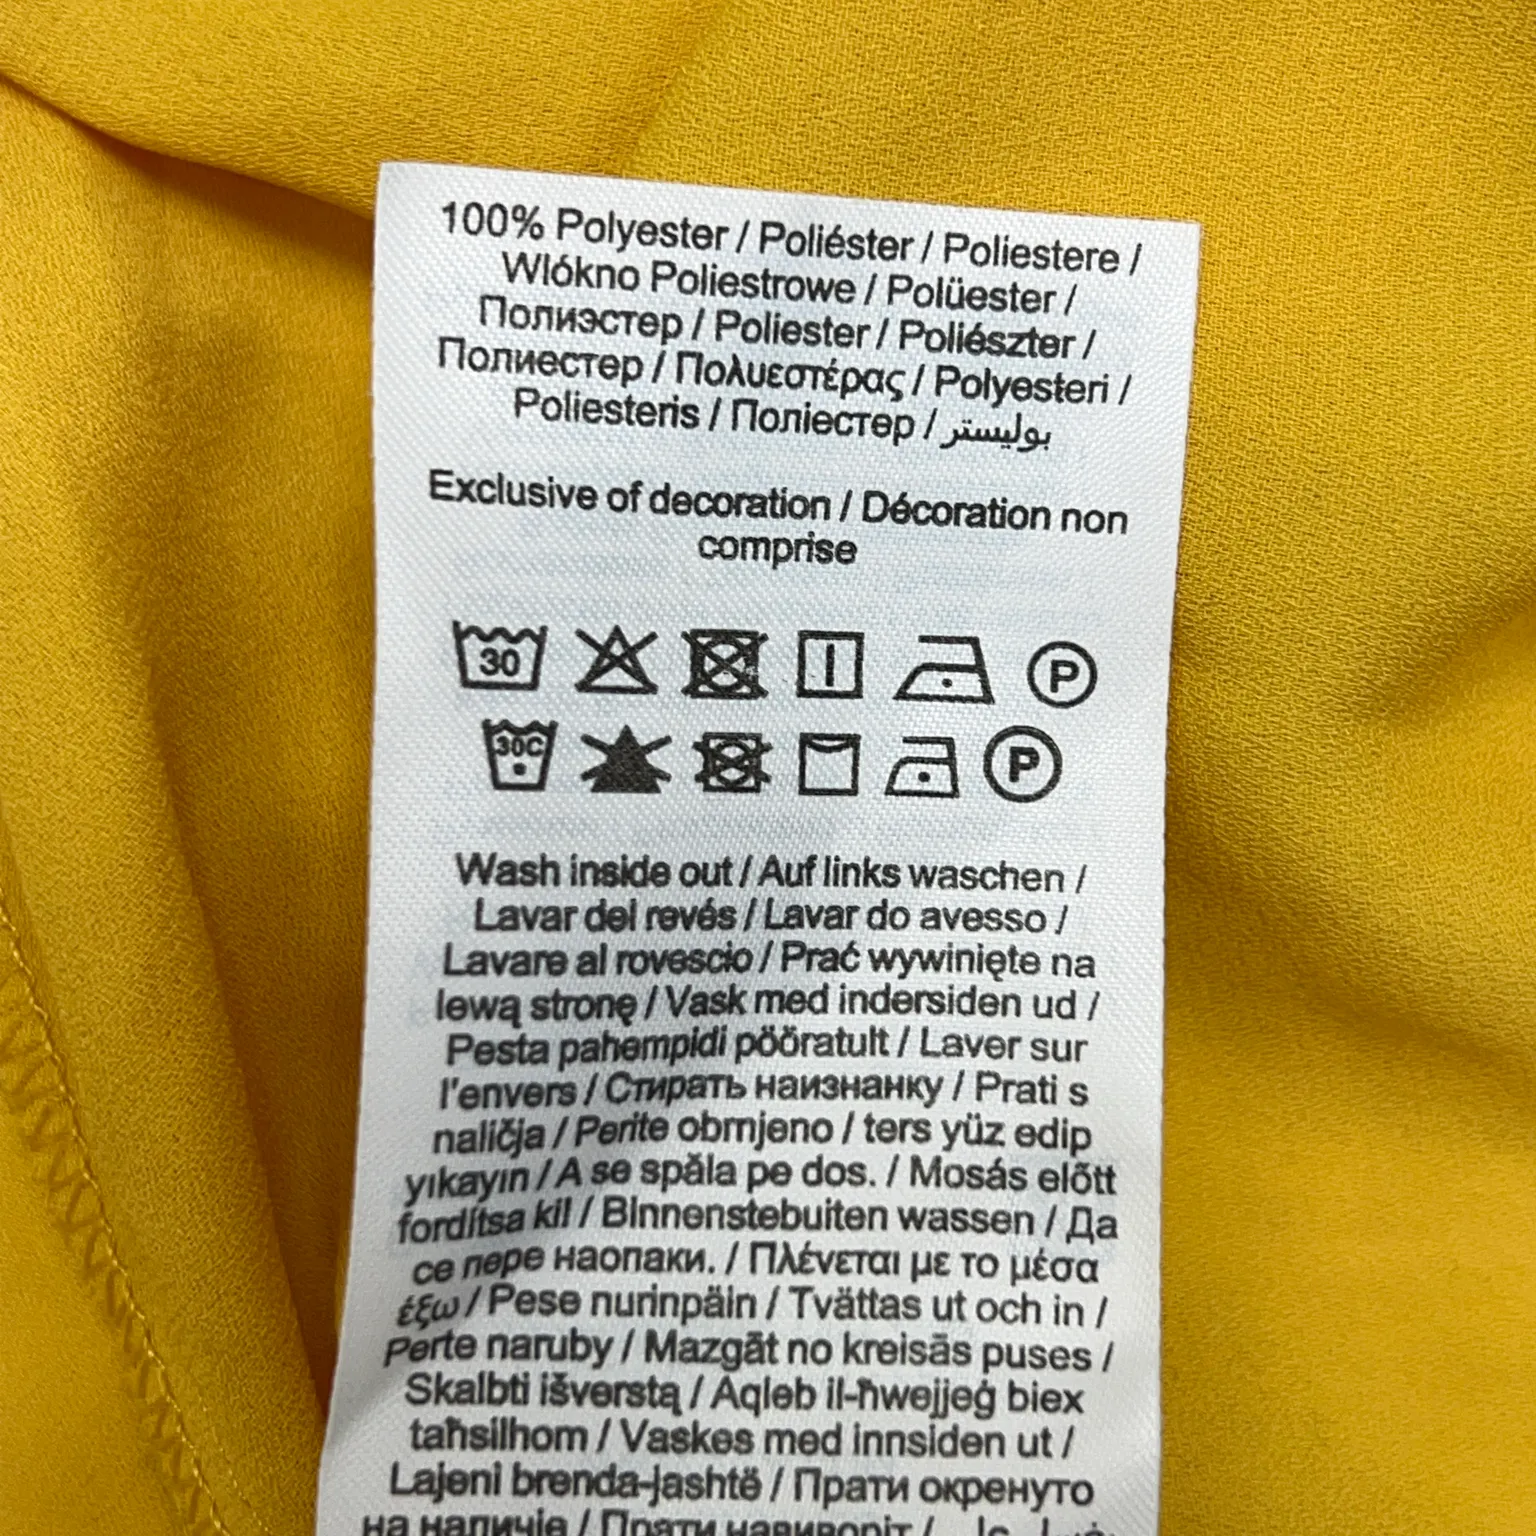 100% Polyester / Poliéster / Poliestere /
Wlókno Poliestrowe / Polüester /
Полиэстер / Poliester / Poliészter /
Полиестер / Πολυεστέρας / Polyesteri /
Poliesteris / Поліестер / بوليستر
Exclusive of decoration / Décoration non
comprise
30 P
30C P
Wash inside out / Auf links waschen /
Lavar del revés / Lavar do avesso /
Lavare al rovescio / Prać wywinięte na
lewą stronę / Vask med indersiden ud /
Pesta pahempidi pööratult / Laver sur
l'envers / Стирать наизнанку / Prati s
naličja / Perite obrnjeno / ters yüz edip
yıkayın / A se spăla pe dos. / Mosás előtt
fordítsa kil / Binnenstebuiten wassen / Да
се пере наопаки. / Πλένεται με το μέσα
έξω / Pese nurinpäin / Tvättas ut och in /
Perte naruby / Mazgāt no kreisās puses /
Skalbti išverstą / Aqleb il-ħwejjeġ biex
taħsilhom / Vaskes med innsiden ut /
Lajeni brenda-jashtë / Прати окренуто
на наличје / Прати навиворіт /